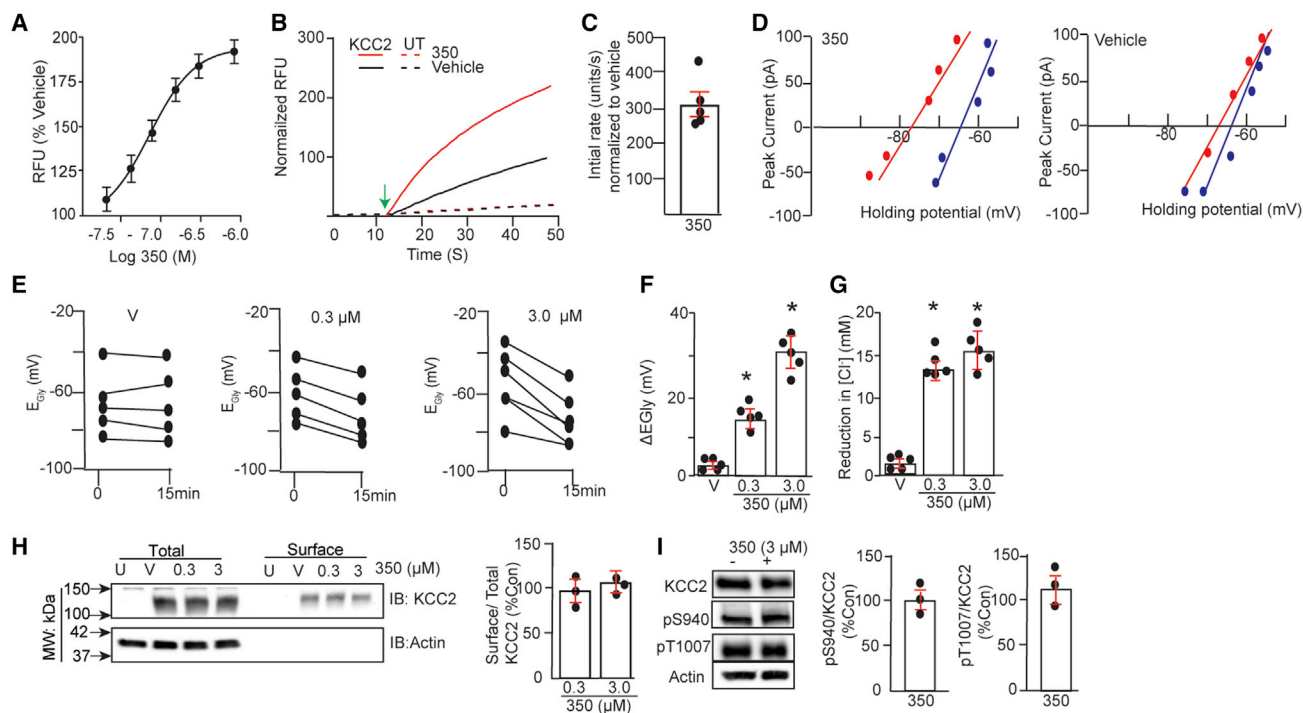 A
RFU (% Vehicle)
200
175
150
125
100
-7.5 - 7.0 -6.5 -6.0
Log 350 (M)
B
KCC2 UT
350
Vehicle
Normalized RFU
300
200
100
0 10 20 30 40 50
Time (S)
C
Intial rate (units/s)
normalized to vehicle
500
400
300
200
100
350
D
350
Peak Current (pA)
100
50
0
-50
-100
-80 -60
Holding potential (mV)
Vehicle
Peak Current (pA)
100
50
0
-50
-100
-80 -60
Holding potential (mV)
E
V
EGly (mV)
-20
-60
-100
0 15min
0.3 µM
EGly (mV)
-20
-60
-100
0 15min
3.0 µM
EGly (mV)
-20
-60
-100
0 15min
F
ΔEGly (mV)
40
20
0
* *
V 0.3 3.0
350 (µM)
G
Reduction in [Cl-] (mM)
20
15
10
5
0
* *
V 0.3 3.0
350 (µM)
H
Total Surface
U V 0.3 3 U V 0.3 3 350 (µM)
MW: kDa
150
100
42
37
IB: KCC2
IB:Actin
Surface/ Total
KCC2 (%Con)
150
100
50
0
0.3 3.0
350 (µM)
I
350 (3 µM)
- +
KCC2
pS940
pT1007
Actin
pS940/KCC2
(%Con)
150
100
50
0
350
pT1007/KCC2
(%Con)
150
100
50
0
350